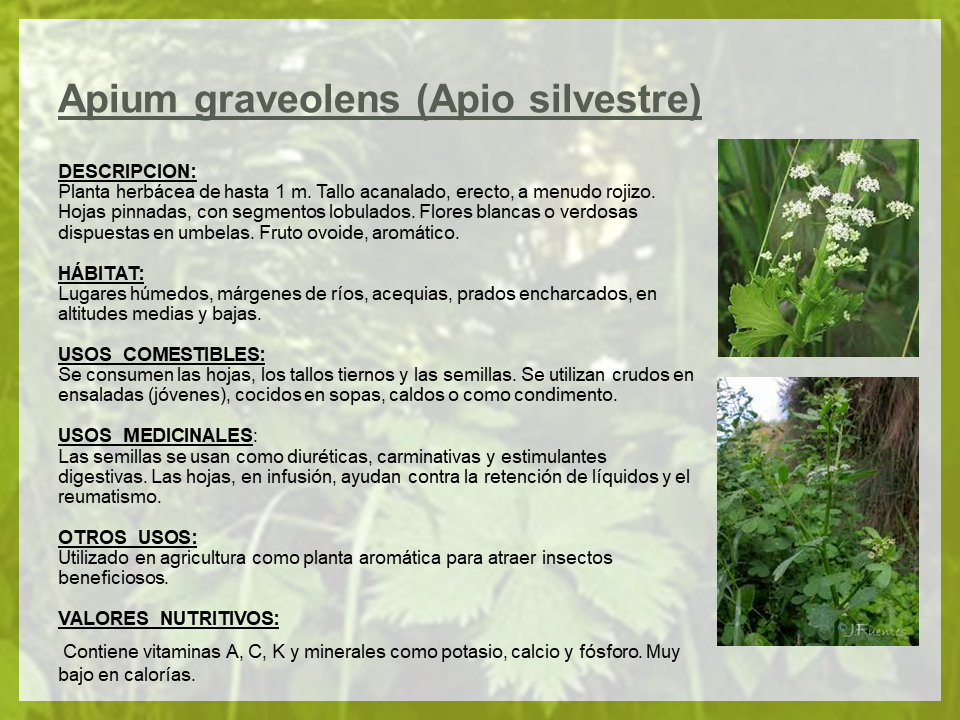 Apium graveolens (Apio silvestre)
DESCRIPCION:
Planta herbácea de hasta 1 m. Tallo acanalado, erecto, a menudo rojizo.
Hojas pinnadas, con segmentos lobulados. Flores blancas o verdosas
dispuestas en umbelas. Fruto ovoide, aromático.
HÁBITAT:
Lugares húmedos, márgenes de ríos, acequias, prados encharcados, en
altitudes medias y bajas.
USOS COMESTIBLES:
Se consumen las hojas, los tallos tiernos y las semillas. Se utilizan crudos en
ensaladas (jóvenes), cocidos en sopas, caldos o como condimento.
USOS MEDICINALES:
Las semillas se usan como diuréticas, carminativas y estimulantes
digestivas. Las hojas, en infusión, ayudan contra la retención de líquidos y el
reumatismo.
OTROS USOS:
Utilizado en agricultura como planta aromática para atraer insectos
beneficiosos.
VALORES NUTRITIVOS:
Contiene vitaminas A, C, K y minerales como potasio, calcio y fósforo. Muy
bajo en calorías.
©J.Fuentes